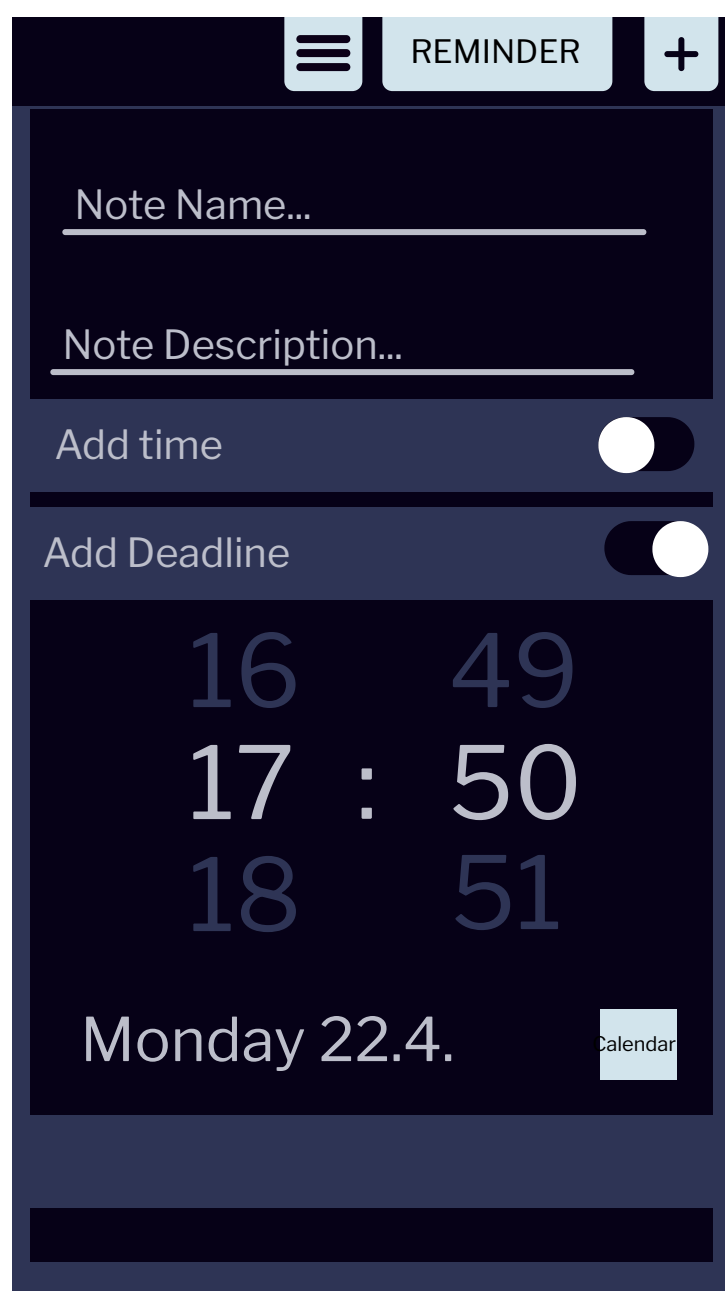 REMINDER
Note Name...
Note Description...
Add time
Add Deadline
16 49
17 : 50
18 51
Monday 22.4.
Calendar